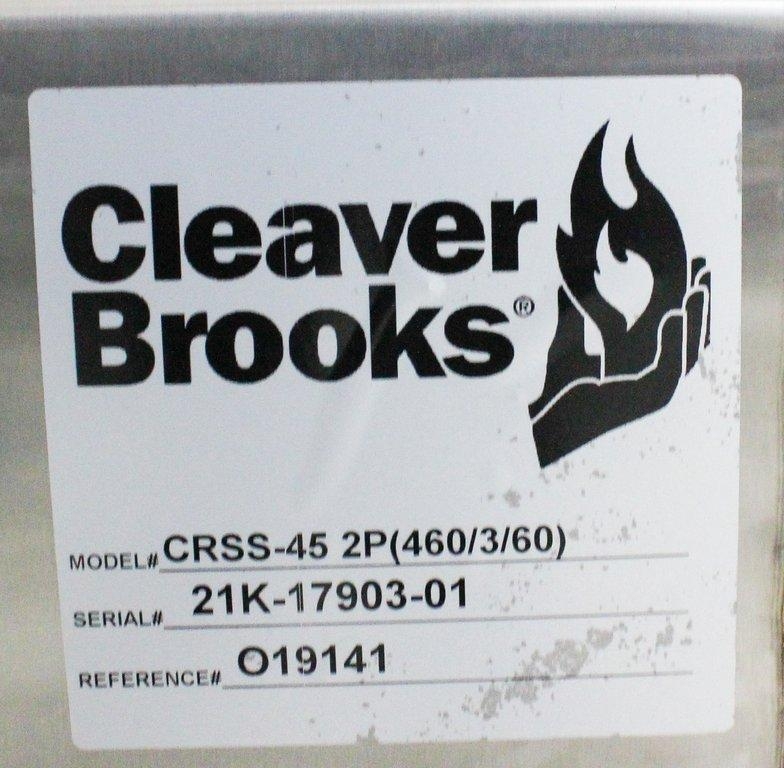 Cleaver
Brooks®
MODEL# CRSS-45 2P(460/3/60)
SERIAL# 21K-17903-01
REFERENCE# O19141